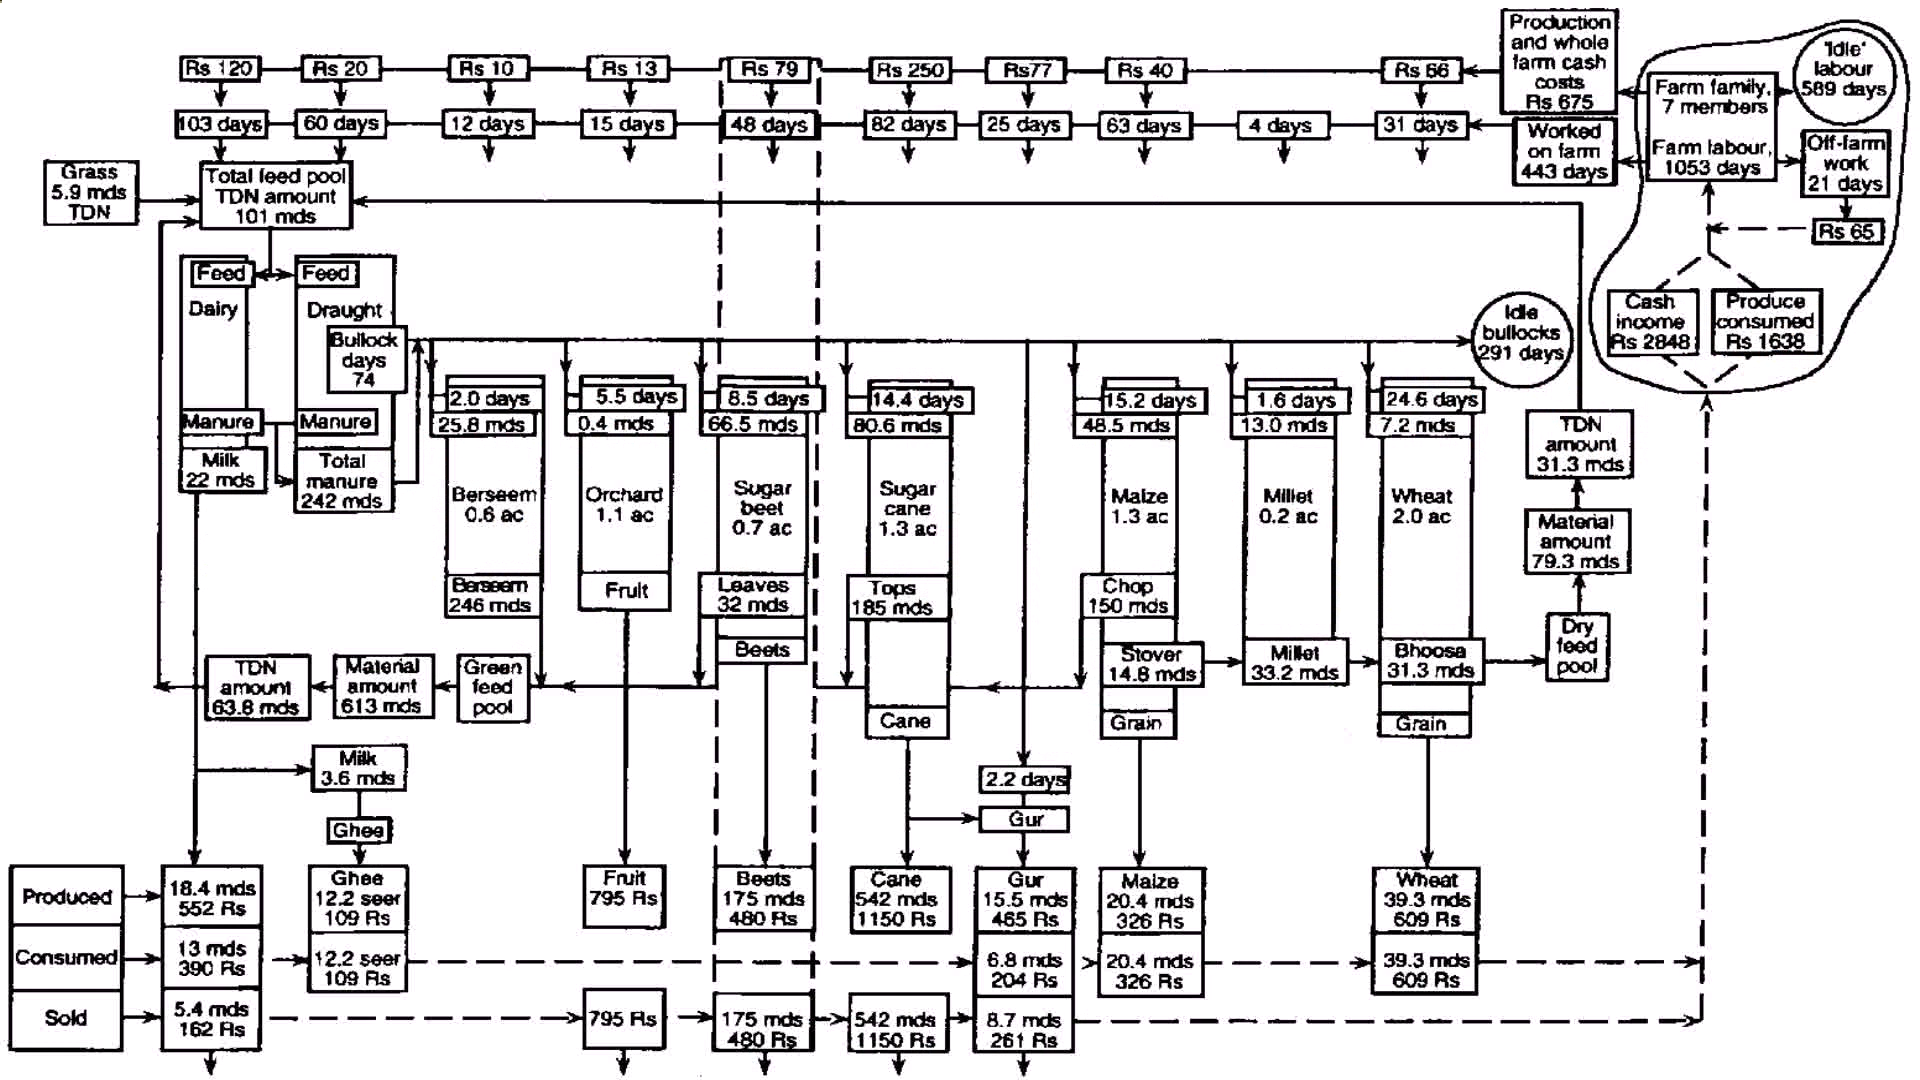 Production
and whole
farm cash
costs
Rs 675
'Idle'
labour
589 days
Rs 120
Rs 20
Rs 10
Rs 13
Rs 79
Rs 250
Rs77
Rs 40
Rs 66
Farm family,
7 members
Farm labour,
1053 days
103 days
60 days
12 days
15 days
48 days
82 days
25 days
63 days
4 days
31 days
Worked
on farm
443 days
Off-farm
work
21 days
Rs 65
Grass
5.9 mds
TDN
Total feed pool
TDN amount
101 mds
Feed
Feed
Dairy
Draught
Bullock
days
74
Idle
bullocks
291 days
Cash
income
Rs 2848
Produce
consumed
Rs 1638
2.0 days
25.8 mds
5.5 days
0.4 mds
8.5 days
66.5 mds
14.4 days
80.6 mds
15.2 days
48.5 mds
1.6 days
13.0 mds
24.6 days
7.2 mds
Manure
Manure
Milk
22 mds
Total
manure
242 mds
TDN
amount
31.3 mds
Berseem
0.6 ac
Orchard
1.1 ac
Sugar
beet
0.7 ac
Sugar
cane
1.3 ac
Maize
1.3 ac
Millet
0.2 ac
Wheat
2.0 ac
Material
amount
79.3 mds
Berseem
246 mds
Fruit
Leaves
32 mds
Tops
185 mds
Chop
150 mds
Beets
Stover
14.8 mds
Millet
33.2 mds
Bhoosa
31.3 mds
Dry
feed
pool
TDN
amount
63.8 mds
Material
amount
613 mds
Green
feed
pool
Cane
Grain
Grain
Milk
3.6 mds
2.2 days
Gur
Ghee
Produced
18.4 mds
552 Rs
Ghee
12.2 seer
109 Rs
Fruit
795 Rs
Beets
175 mds
480 Rs
Cane
542 mds
1150 Rs
Gur
15.5 mds
465 Rs
Maize
20.4 mds
326 Rs
Wheat
39.3 mds
609 Rs
Consumed
13 mds
390 Rs
12.2 seer
109 Rs
6.8 mds
204 Rs
20.4 mds
326 Rs
39.3 mds
609 Rs
Sold
5.4 mds
162 Rs
795 Rs
175 mds
480 Rs
542 mds
1150 Rs
8.7 mds
261 Rs